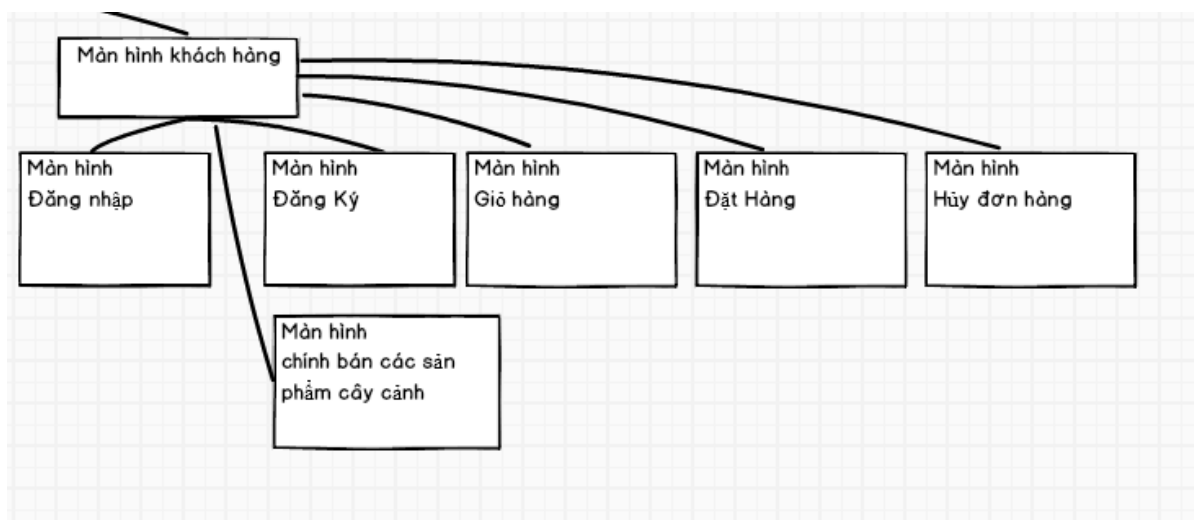 Màn hình khách hàng
Màn hình
Đăng nhập
Màn hình
Đăng Ký
Màn hình
Giỏ hàng
Màn hình
Đặt Hàng
Màn hình
Hủy đơn hàng
Màn hình
chính bán các sản
phẩm cây cảnh